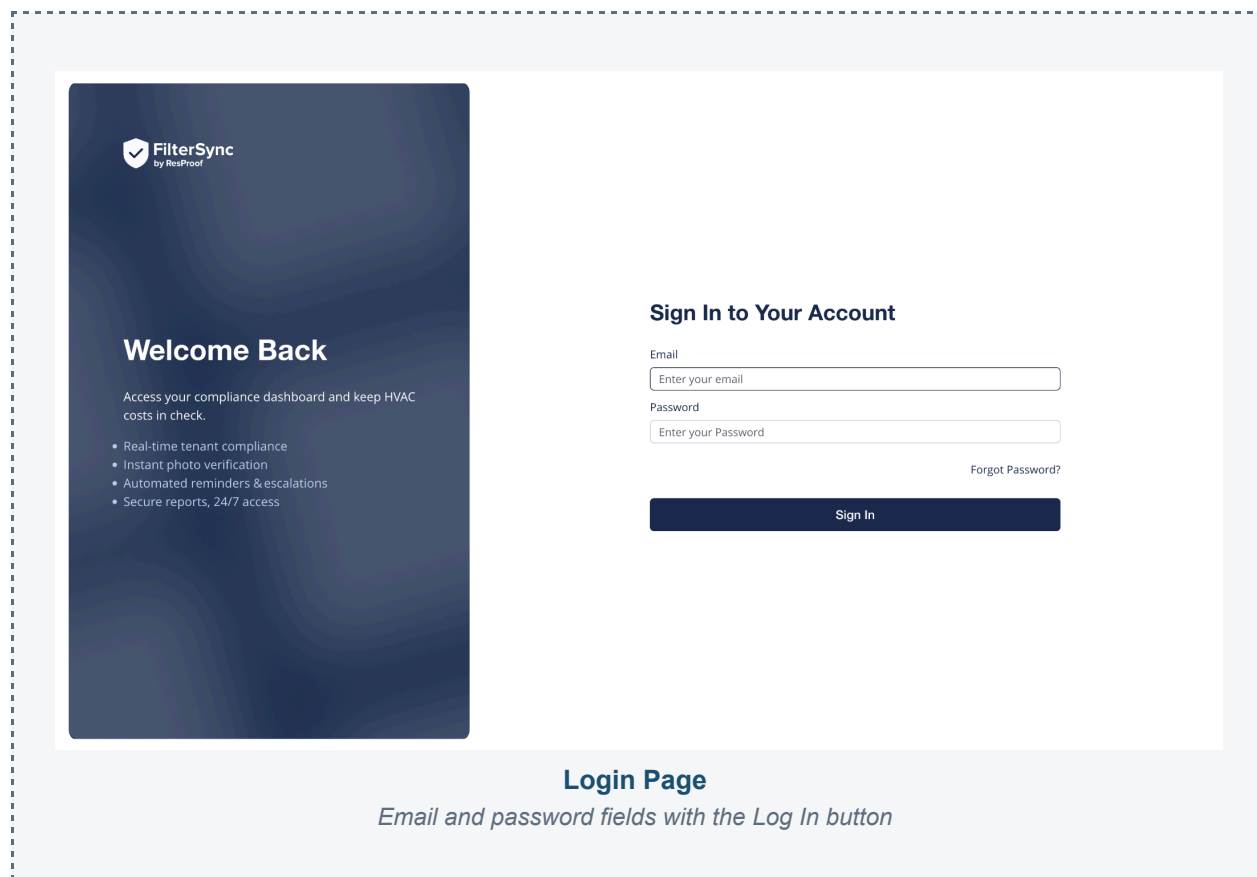 FilterSync
by ResProof
Welcome Back
Access your compliance dashboard and keep HVAC
costs in check.
Real-time tenant compliance
Instant photo verification
Automated reminders & escalations
Secure reports, 24/7 access
Sign In to Your Account
Email
Enter your email
Password
Enter your Password
Forgot Password?
Sign In
Login Page
Email and password fields with the Log In button